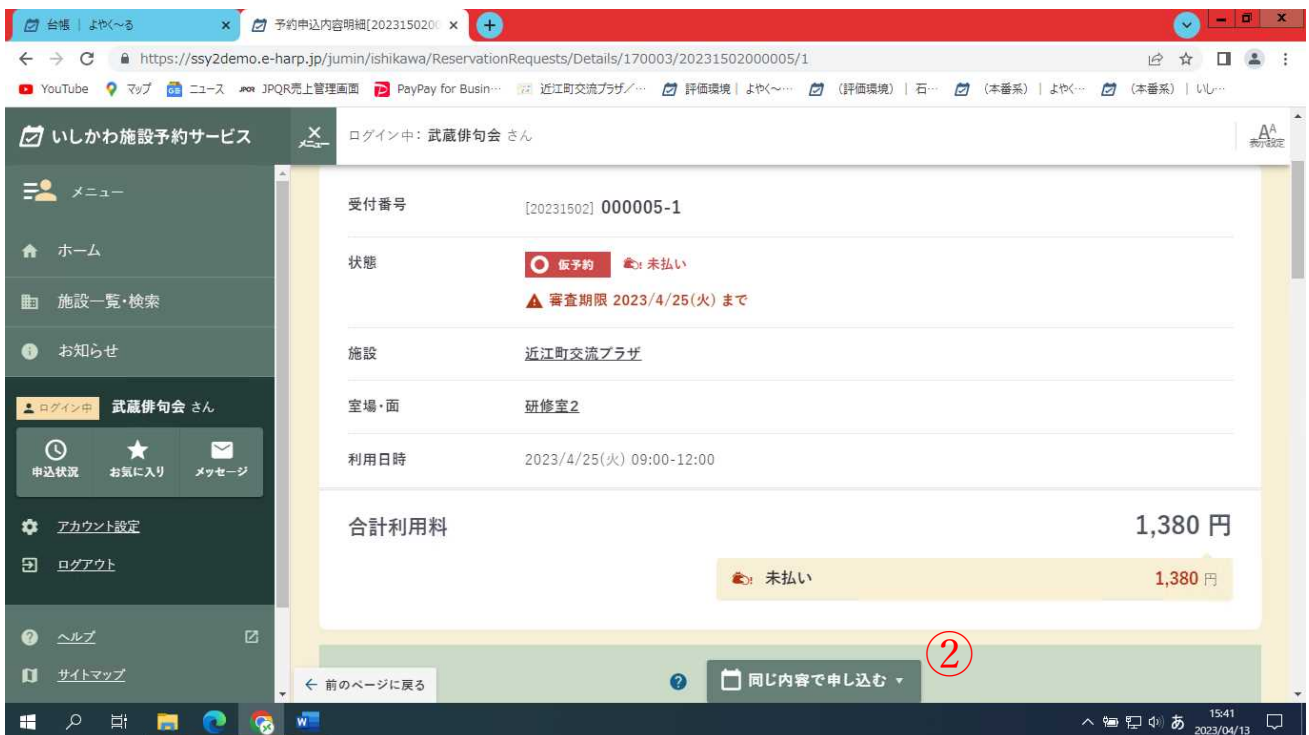 台帳 | よやく～る
予約申込内容明細[2023150200
https://ssy2demo.e-harp.jp/jumin/ishikawa/ReservationRequests/Details/170003/20231502000005/1
YouTube マップ ニュース JPQR売上管理画面 PayPay for Busin… 近江町交流プラザ／… 評価環境 | よやく～… （評価環境） | 石… （本番系） | よやく… （本番系） | いし…
いしかわ施設予約サービス
メニュー
ログイン中: 武蔵俳句会 さん
AA
表示設定
メニュー
ホーム
施設一覧・検索
お知らせ
ログイン中 武蔵俳句会 さん
申込状況 お気に入り メッセージ
アカウント設定
ログアウト
ヘルプ
サイトマップ
受付番号 [20231502] 000005-1
状態 仮予約 未払い
審査期限 2023/4/25(火) まで
施設 近江町交流プラザ
室場・面 研修室2
利用日時 2023/4/25(火) 09:00-12:00
合計利用料 1,380 円
未払い 1,380 円
②
前のページに戻る
同じ内容で申し込む
あ 15:41
2023/04/13